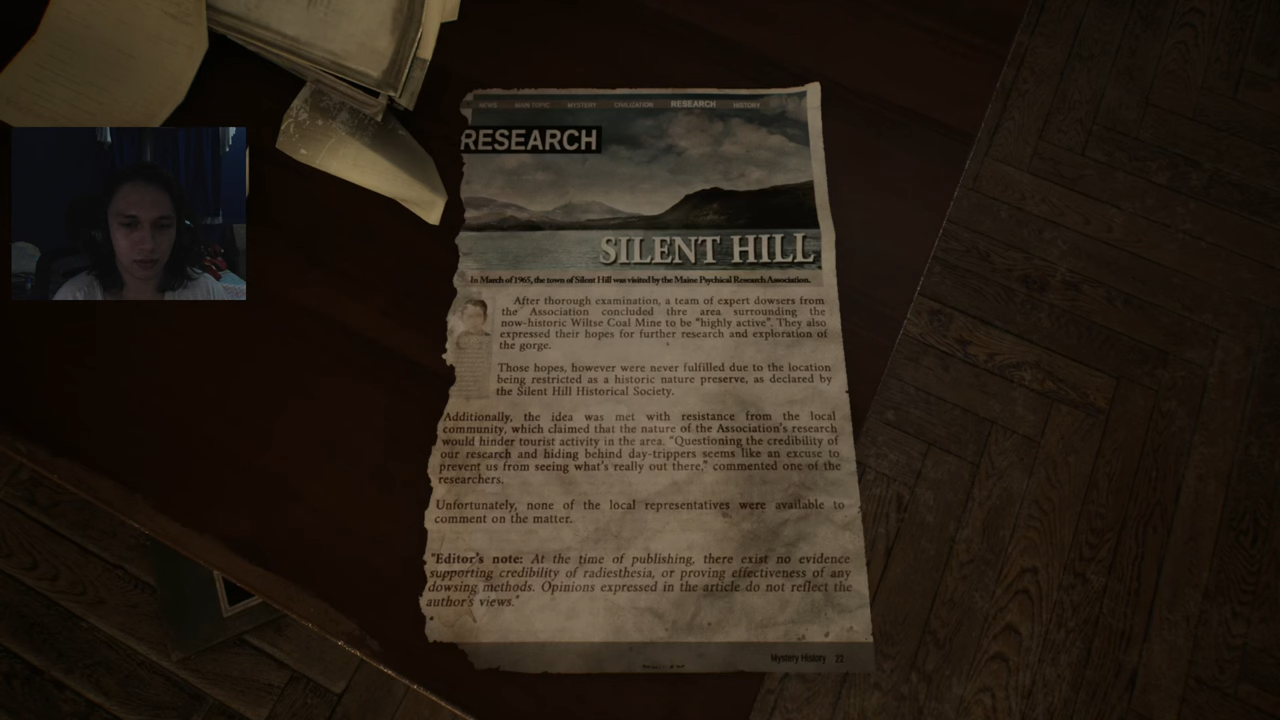 NEWS MAIN TOPIC MYSTERY CIVILIZATION RESEARCH HISTORY
RESEARCH
SILENT HILL
In March of 1965, the town of Silent Hill was visited by the Maine Psychical Research Association.
After thorough examination, a team of expert dowsers from
the Association concluded thre area surrounding the
now-historic Wiltse Coal Mine to be "highly active". They also
expressed their hopes for further research and exploration of
the gorge.
Those hopes, however were never fulfilled due to the location
being restricted as a historic nature preserve, as declared by
the Silent Hill Historical Society.
Additionally, the idea was met with resistance from the local
community, which claimed that the nature of the Association's research
would hinder tourist activity in the area. "Questioning the credibility of
our research and hiding behind day-trippers seems like an excuse to
prevent us from seeing what's really out there," commented one of the
researchers.
Unfortunately, none of the local representatives were available to
comment on the matter.
"Editor's note: At the time of publishing, there exist no evidence
supporting credibility of radiesthesia, or proving effectiveness of any
dowsing methods. Opinions expressed in the article do not reflect the
author's views."
Mystery History 22